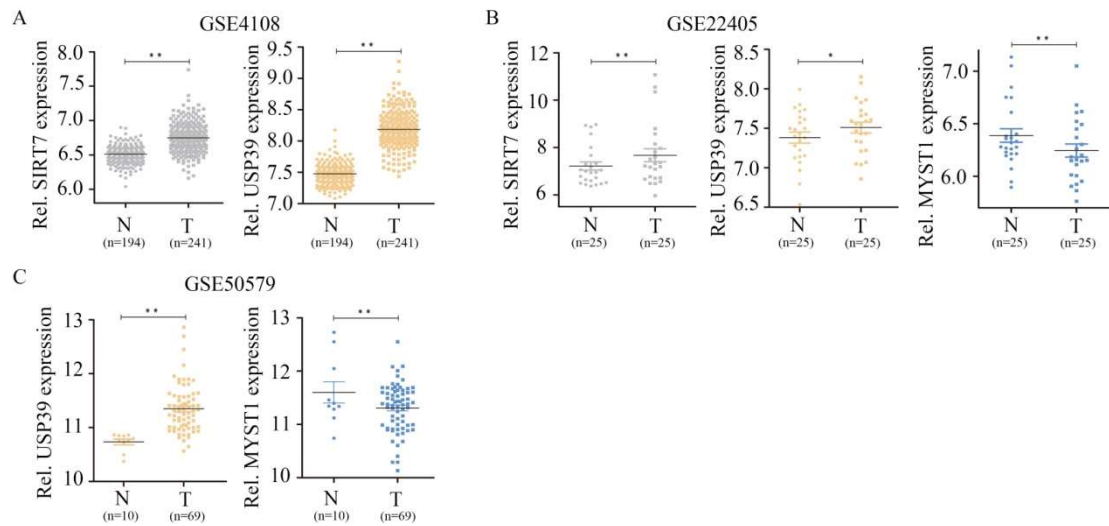 A
GSE4108
Rel. SIRT7 expression
8.0
7.5
7.0
6.5
6.0
**
N
(n=194)
T
(n=241)
Rel. USP39 expression
9.5
9.0
8.5
8.0
7.5
7.0
**
N
(n=194)
T
(n=241)
B
GSE22405
Rel. SIRT7 expression
12
10
8
6
**
N
(n=25)
T
(n=25)
Rel. USP39 expression
8.5
8.0
7.5
7.0
6.5
*
N
(n=25)
T
(n=25)
Rel. MYST1 expression
7.0
6.5
6.0
**
N
(n=25)
T
(n=25)
C
GSE50579
Rel. USP39 expression
13
12
11
10
**
N
(n=10)
T
(n=69)
Rel. MYST1 expression
13
12
11
10
**
N
(n=10)
T
(n=69)